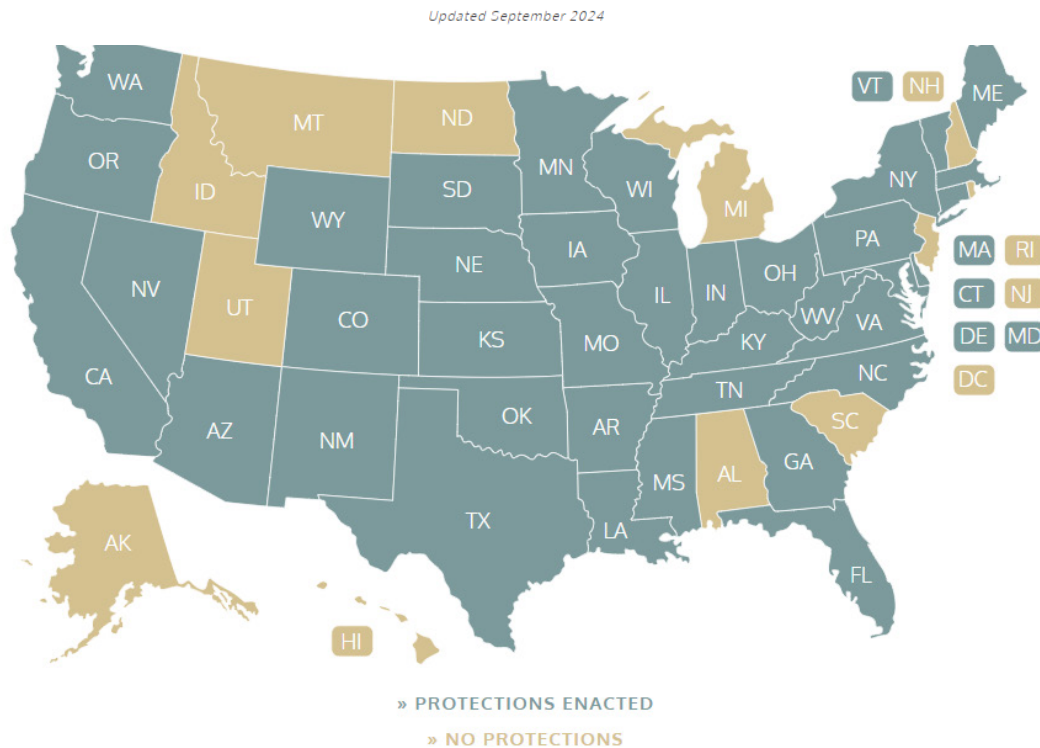 Updated September 2024
WA
MT
ND
VT NH
ME
OR
ID
MN
SD
WI
NY
MI
WY
IA
PA
NE
MA RI
NV
UT
OH
IL IN
CT NJ
CO
WV
VA
KS
MO
KY
DE MD
CA
NC
TN
DC
AZ
NM
OK
AR
SC
GA
AL
MS
TX
LA
AK
FL
HI
» PROTECTIONS ENACTED
» NO PROTECTIONS